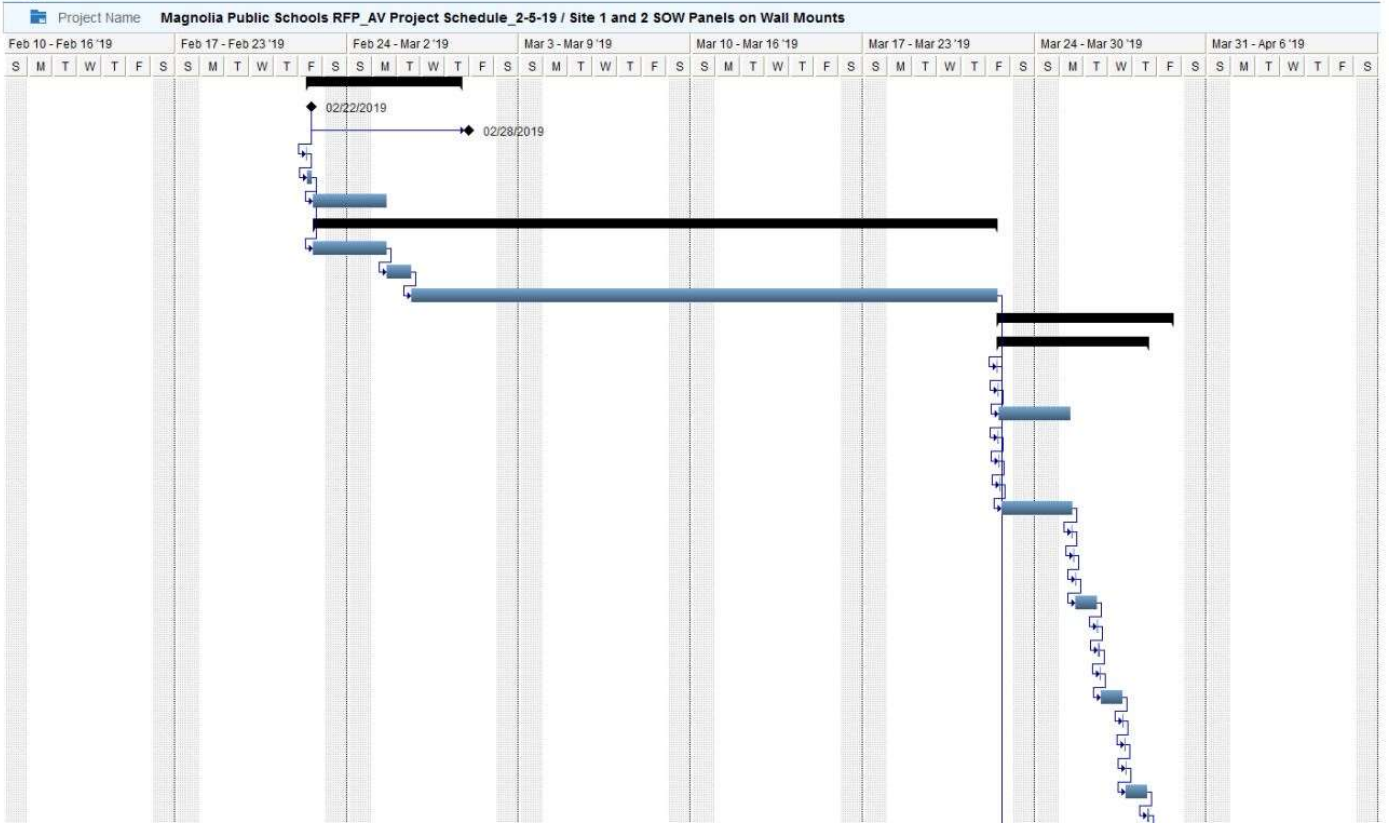 Project Name Magnolia Public Schools RFP_AV Project Schedule_2-5-19 / Site 1 and 2 SOW Panels on Wall Mounts
Feb 10 - Feb 16 '19 Feb 17 - Feb 23 '19 Feb 24 - Mar 2 '19 Mar 3 - Mar 9 '19 Mar 10 - Mar 16 '19 Mar 17 - Mar 23 '19 Mar 24 - Mar 30 '19 Mar 31 - Apr 6 '19
S M T W T F S S M T W T F S S M T W T F S S M T W T F S S M T W T F S S M T W T F S S M T W T F S S M T W T F S
02/22/2019
02/28/2019